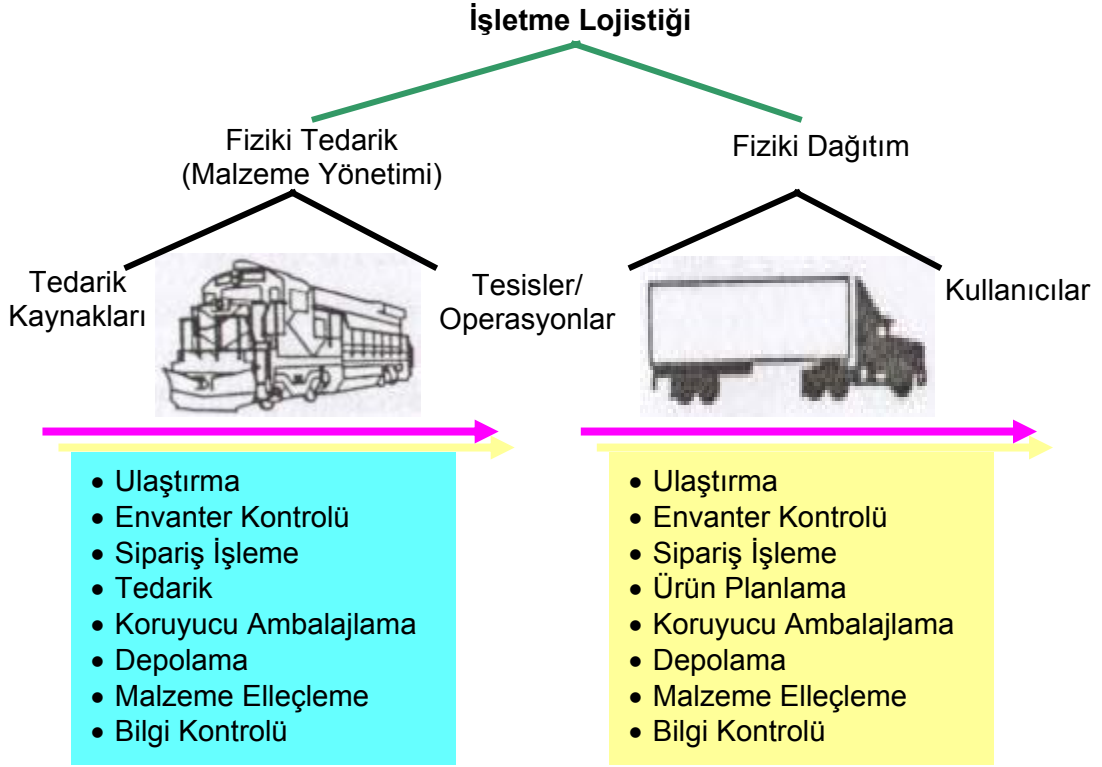 İşletme Lojistiği
Fiziki Tedarik
(Malzeme Yönetimi)
Fiziki Dağıtım
Tedarik
Kaynakları
Tesisler/
Operasyonlar
Kullanıcılar
• Ulaştırma
• Envanter Kontrolü
• Sipariş İşleme
• Tedarik
• Koruyucu Ambalajlama
• Depolama
• Malzeme Elleçleme
• Bilgi Kontrolü
• Ulaştırma
• Envanter Kontrolü
• Sipariş İşleme
• Ürün Planlama
• Koruyucu Ambalajlama
• Depolama
• Malzeme Elleçleme
• Bilgi Kontrolü